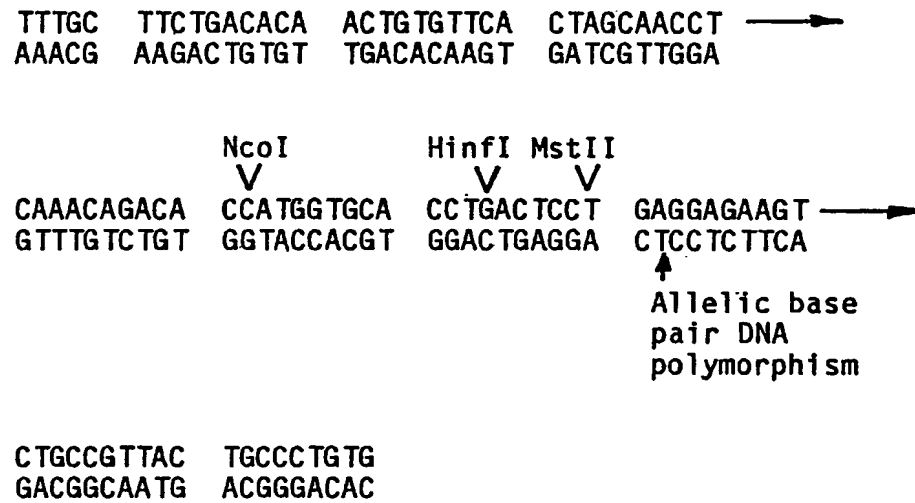 TTTGC TTCTGACACA ACTGTGTTCA CTAGCAACCT
AAACG AAGACTGTGT TGACACAAGT GATCGTTGGA
NcoI HinfI MstII
CAAACAGACA CCATGGTGCA CCTGACTCCT GAGGAGAAGT
GTTTGTCTGT GGTACCACGT GGACTGAGGA CTCCTCTTCA
Allelic base
pair DNA
polymorphism
CTGCCGTTAC TGCCCTGTG
GACGGCAATG ACGGGACAC